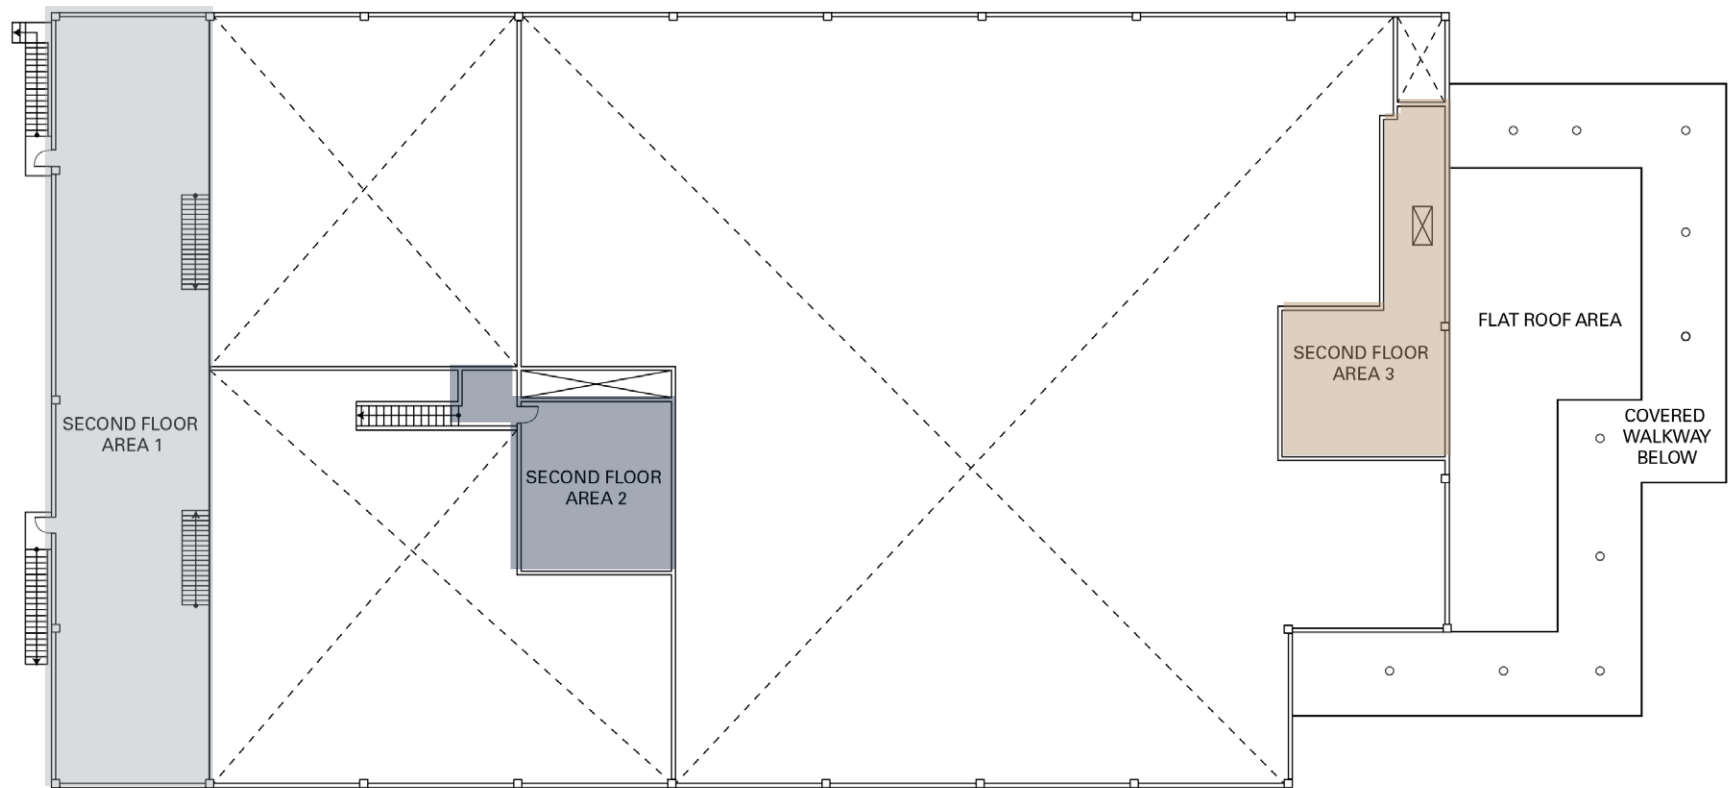 SECOND FLOOR
AREA 1
SECOND FLOOR
AREA 2
SECOND FLOOR
AREA 3
FLAT ROOF AREA
COVERED
WALKWAY
BELOW